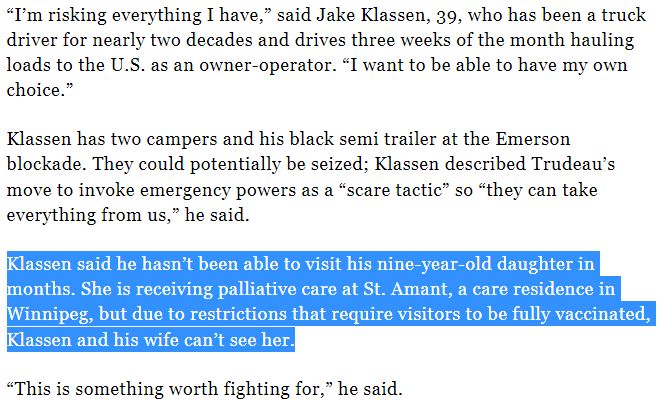 “I’m risking everything I have,” said Jake Klassen, 39, who has been a truck
driver for nearly two decades and drives three weeks of the month hauling
loads to the U.S. as an owner-operator. “I want to be able to have my own
choice.”
Klassen has two campers and his black semi trailer at the Emerson
blockade. They could potentially be seized; Klassen described Trudeau’s
move to invoke emergency powers as a “scare tactic” so “they can take
everything from us,” he said.
Klassen said he hasn’t been able to visit his nine-year-old daughter in
months. She is receiving palliative care at St. Amant, a care residence in
Winnipeg, but due to restrictions that require visitors to be fully vaccinated,
Klassen and his wife can’t see her.
“This is something worth fighting for,” he said.